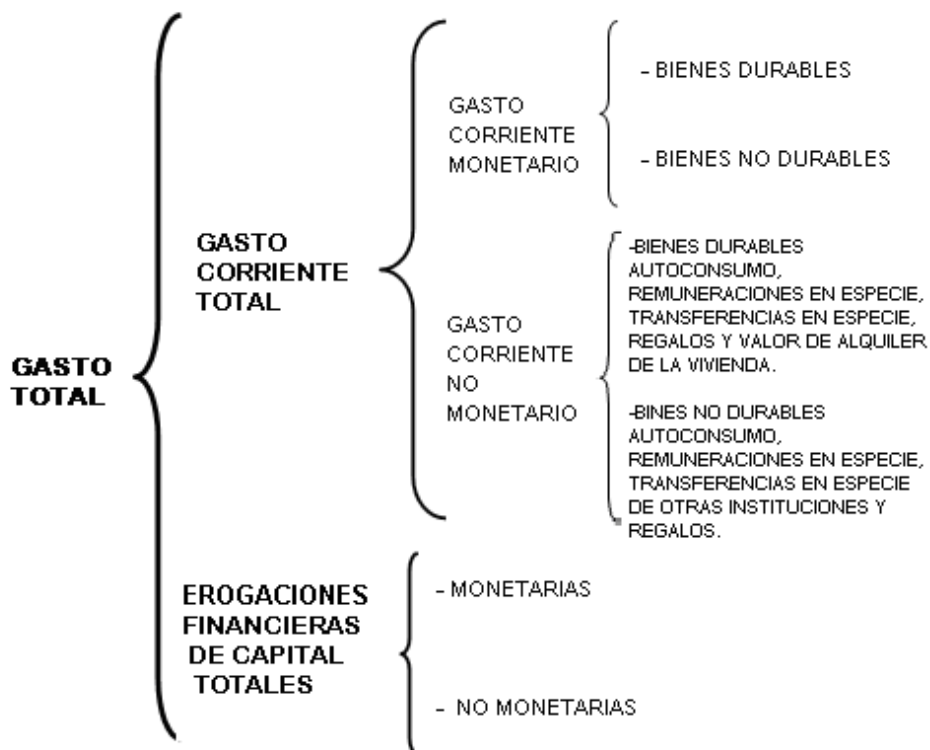 GASTO
TOTAL
GASTO
CORRIENTE
TOTAL
GASTO
CORRIENTE
MONETARIO
- BIENES DURABLES
- BIENES NO DURABLES
GASTO
CORRIENTE
NO
MONETARIO
-BIENES DURABLES
AUTOCONSUMO,
REMUNERACIONES EN ESPECIE,
TRANSFERENCIAS EN ESPECIE,
REGALOS Y VALOR DE ALQUILER
DE LA VIVIENDA.
-BINES NO DURABLES
AUTOCONSUMO,
REMUNERACIONES EN ESPECIE,
TRANSFERENCIAS EN ESPECIE
DE OTRAS INSTITUCIONES Y
REGALOS.
EROGACIONES
FINANCIERAS
DE CAPITAL
TOTALES
- MONETARIAS
- NO MONETARIAS